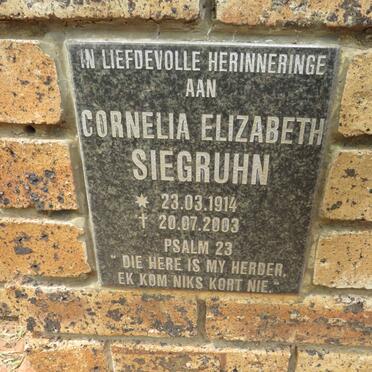 IN LIEFDEVOLLE HERINNERINGE
AAN
CORNELIA ELIZABETH
SIEGRUHN
* 23.03.1914
† 20.07.2003
PSALM 23
"DIE HERE IS MY HERDER,
EK KOM NIKS KORT NIE."